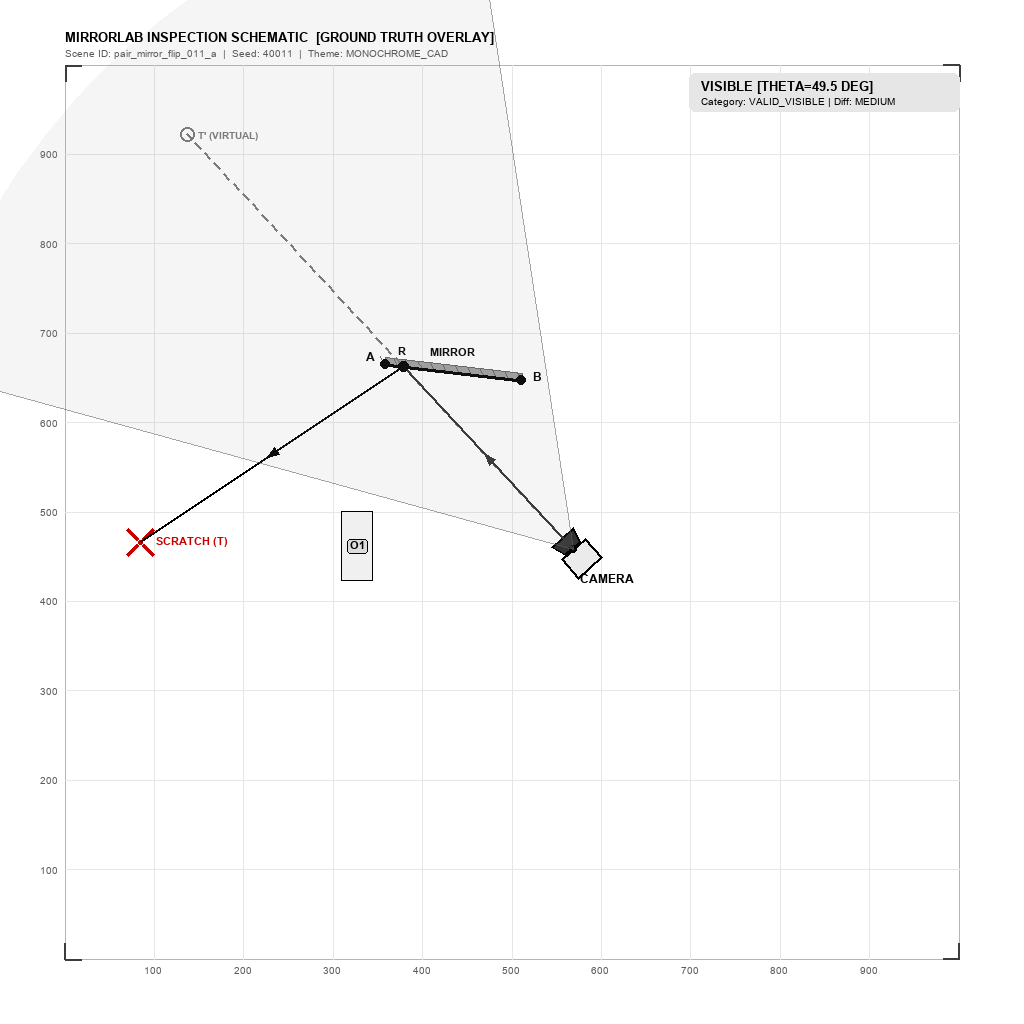 MIRRORLAB INSPECTION SCHEMATIC [GROUND TRUTH OVERLAY]
Scene ID: pair_mirror_flip_011_a | Seed: 40011 | Theme: MONOCHROME_CAD
VISIBLE [THETA=49.5 DEG]
Category: VALID_VISIBLE | Diff: MEDIUM
T' (VIRTUAL)
900
800
700
A
R
MIRROR
B
600
500
SCRATCH (T)
O1
CAMERA
400
300
200
100
100 200 300 400 500 600 700 800 900